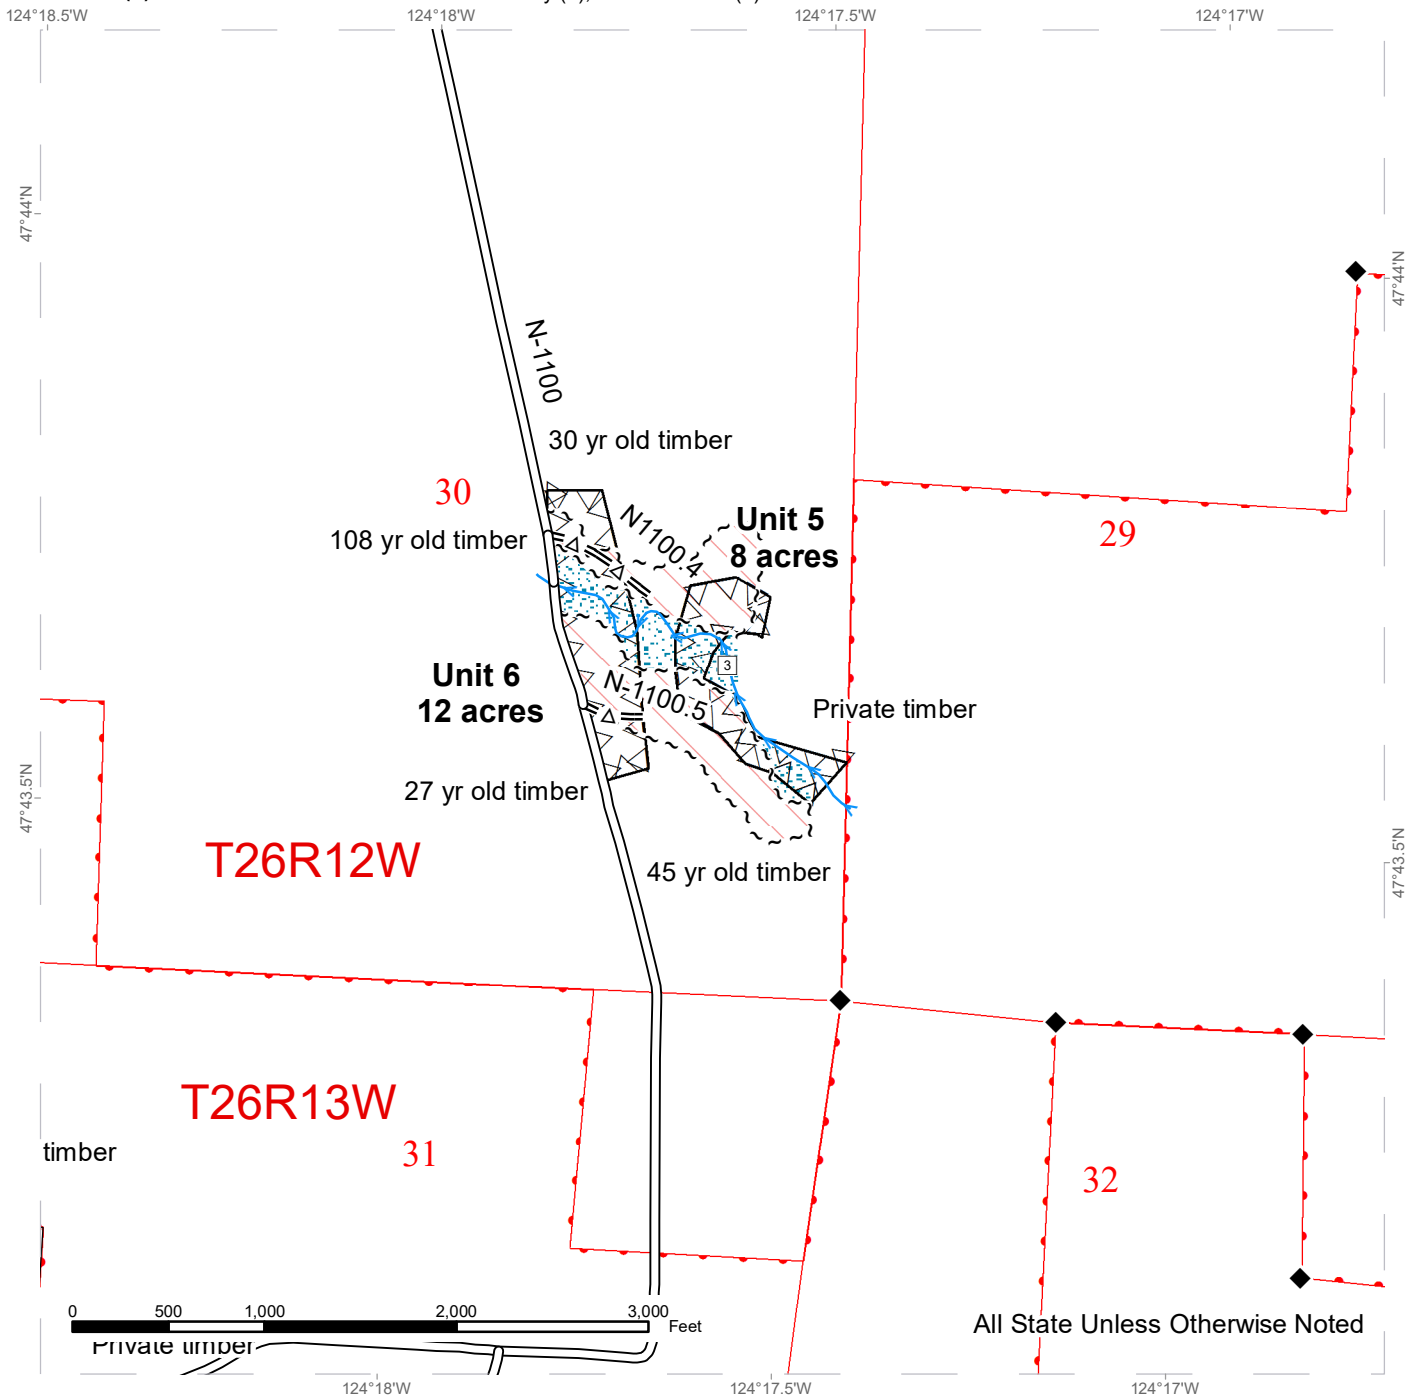 124°18.5'W
124°18'W
124°17.5'W
124°17'W
47°44'N
47°44'N
N-1100
30 yr old timber
30
108 yr old timber
N1100.4
Unit 5
8 acres
29
3
Unit 6
12 acres
N-1100.5
Private timber
27 yr old timber
47°43.5'N
47°43.5'N
T26R12W
45 yr old timber
T26R13W
31
timber
32
0 500 1,000 2,000 3,000
Feet
All State Unless Otherwise Noted
Private timber
124°18'W
124°17.5'W
124°17'W